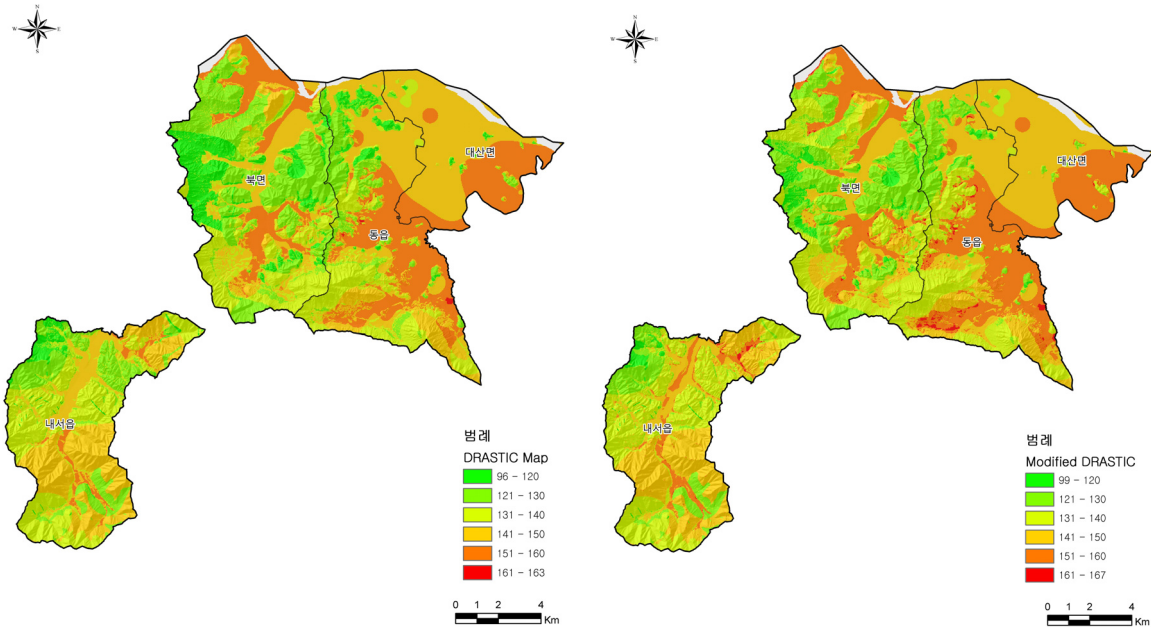 N
W E
S
북면
대산면
동읍
내서읍
범례
DRASTIC Map
96 - 120
121 - 130
131 - 140
141 - 150
151 - 160
161 - 163
0 1 2 4
Km
N
W E
S
북면
대산면
동읍
내서읍
범례
Modified DRASTIC
99 - 120
121 - 130
131 - 140
141 - 150
151 - 160
161 - 167
0 1 2 4
Km